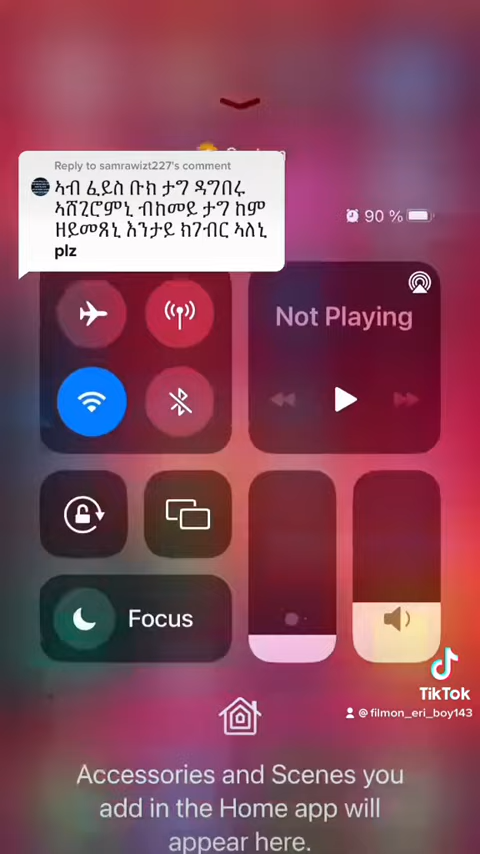 Reply to samrawizt227's comment
ኣብ ፈይስ ቡክ ታግ ዳግበሩ
ኣሸገሮምኒ ብከመይ ታግ ከም
ዘይመጸኒ እንታይ ክገብር ኣለኒ
plz
90 %
Not Playing
Focus
TikTok
@filmon_eri_boy143
Accessories and Scenes you
add in the Home app will
appear here.